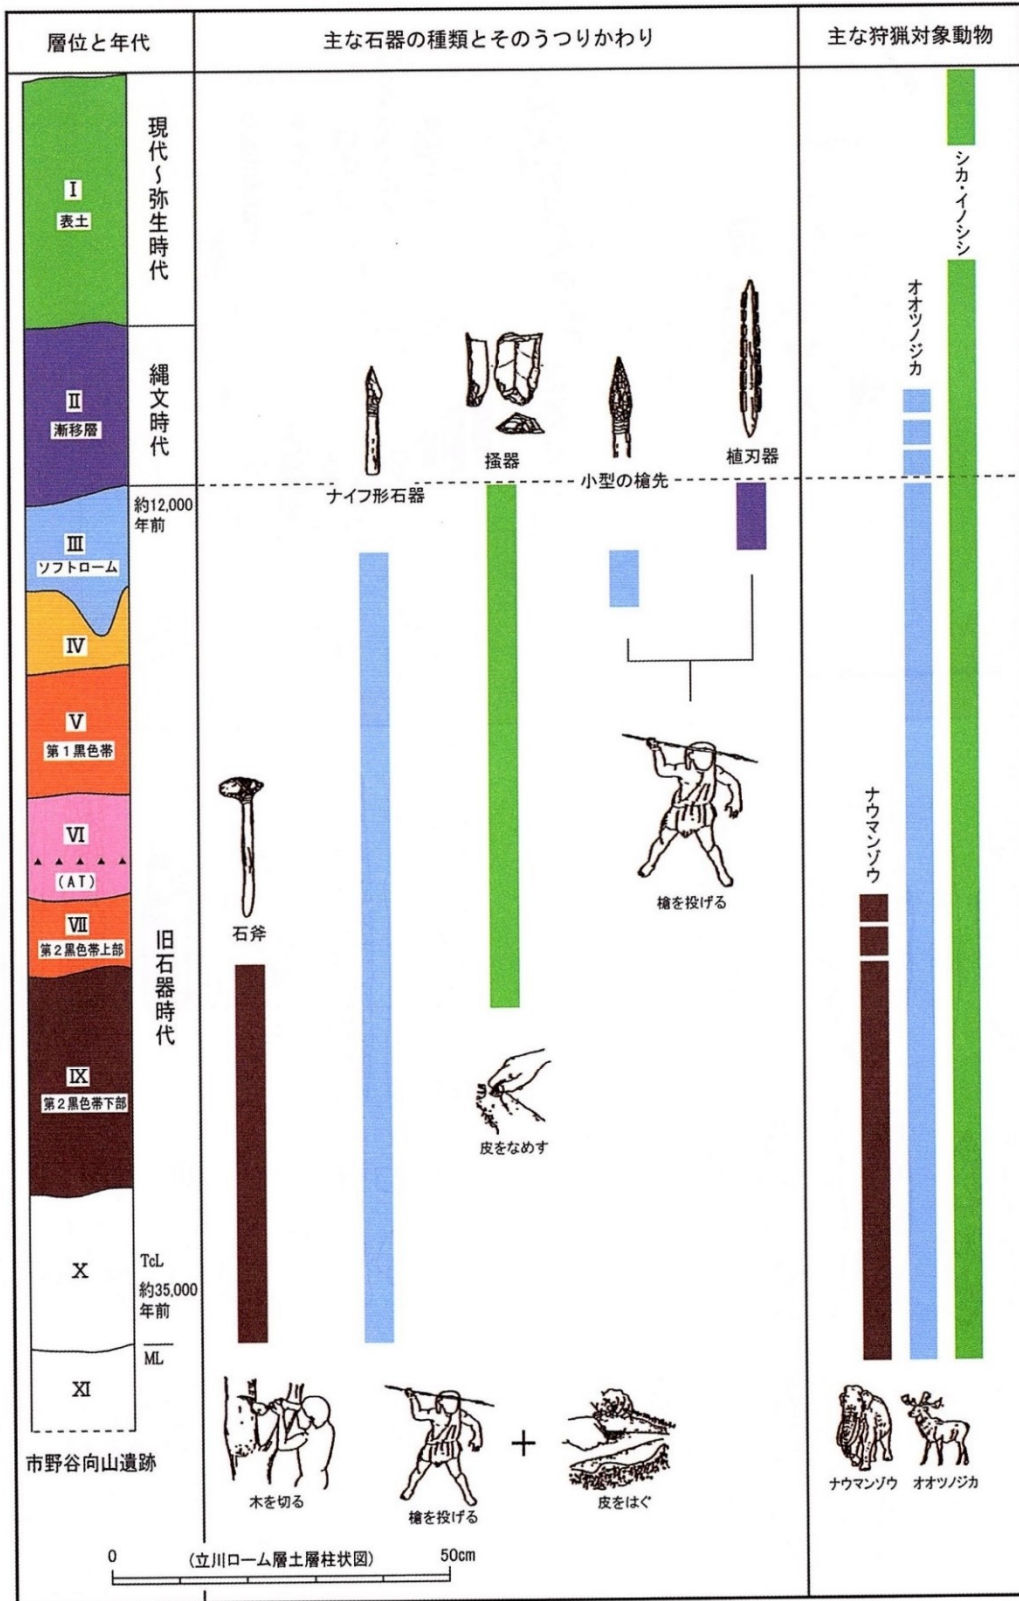 層位と年代
主な石器の種類とそのうつりかわり
主な狩猟対象動物
Ⅰ
表土
現代～弥生時代
Ⅱ
漸移層
縄文時代
約12,000
年前
Ⅲ
ソフトローム
Ⅳ
Ⅴ
第1黒色帯
Ⅵ
(AT)
Ⅶ
第2黒色帯上部
旧石器時代
Ⅸ
第2黒色帯下部
Ⅹ
TcL
約35,000
年前
ML
Ⅺ
市野谷向山遺跡
石斧
ナイフ形石器
掻器
小型の槍先
植刃器
槍を投げる
皮をなめす
木を切る
槍を投げる
+
皮をはぐ
ナウマンゾウ
オオツノジカ
シカ・イノシシ
ナウマンゾウ
オオツノジカ
0
(立川ローム層土層柱状図)
50cm